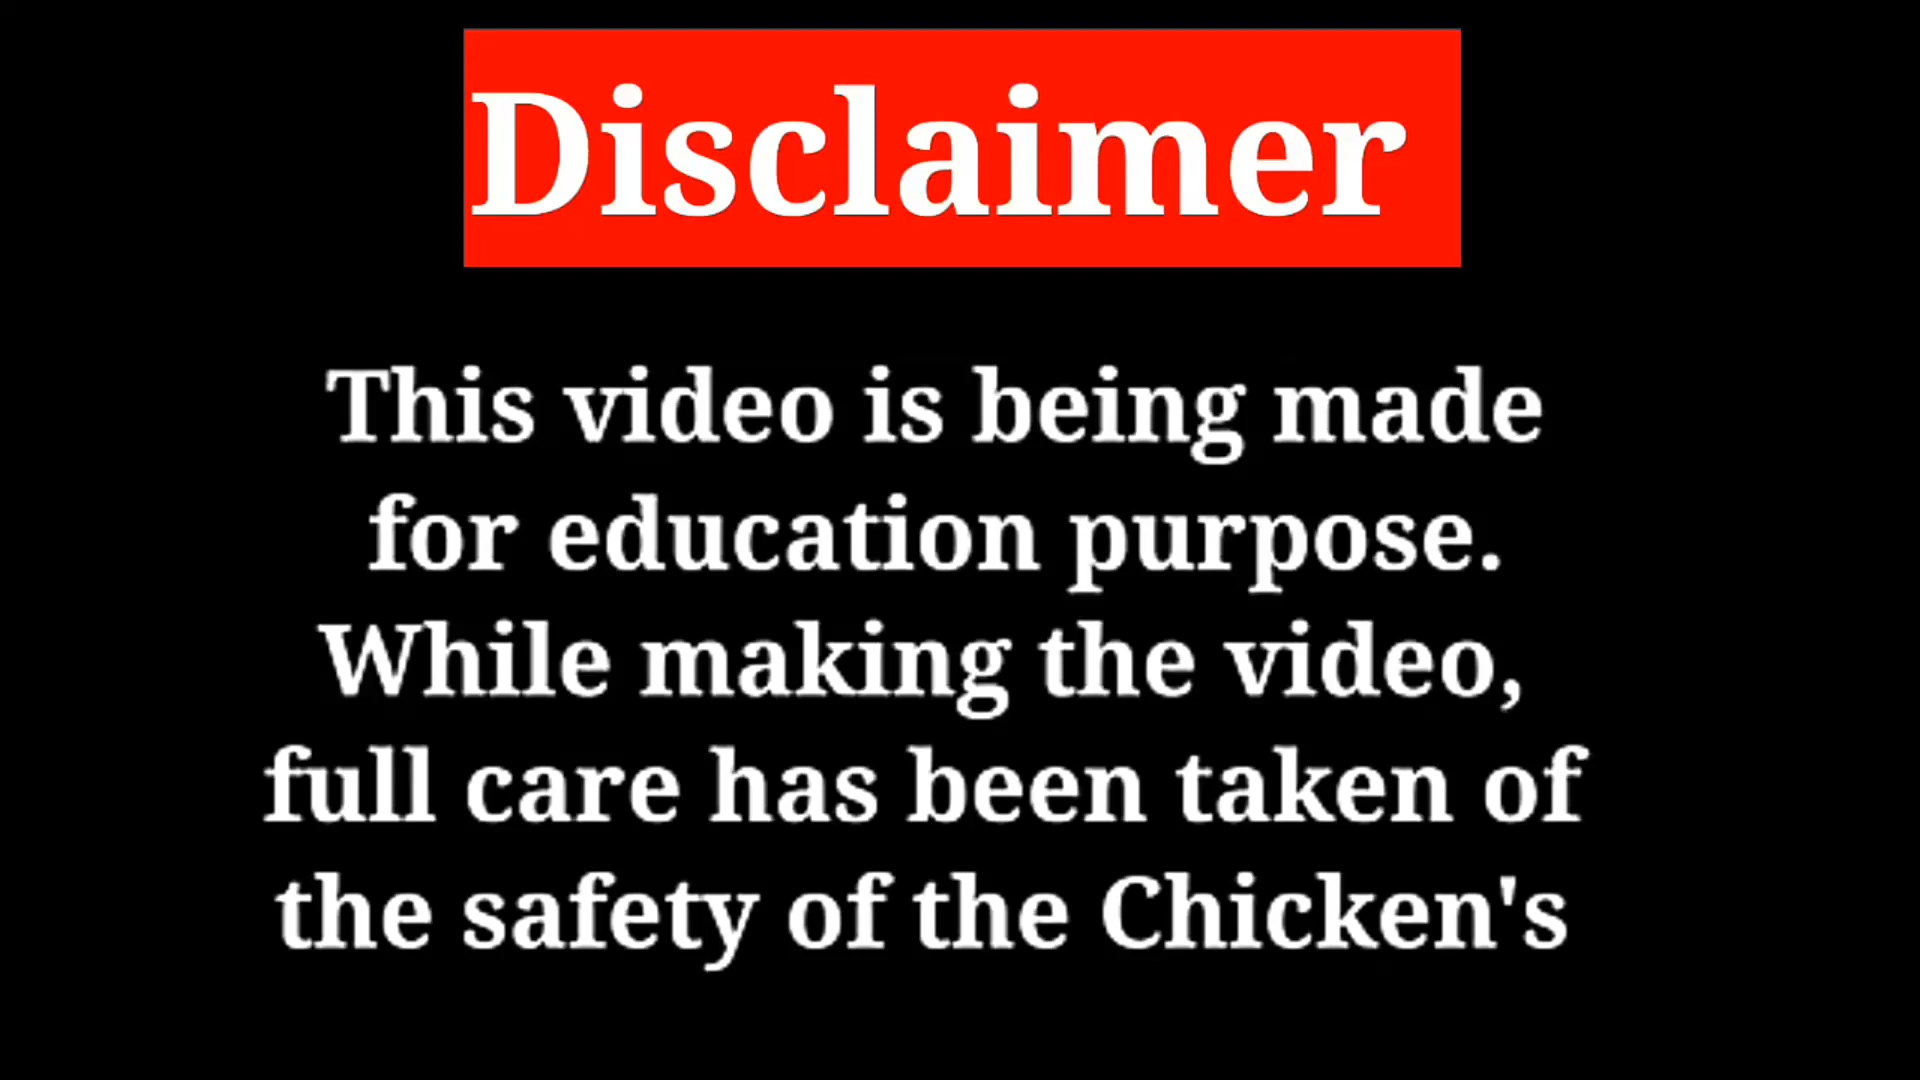 Disclaimer
This video is being made
for education purpose.
While making the video,
full care has been taken of
the safety of the Chicken's